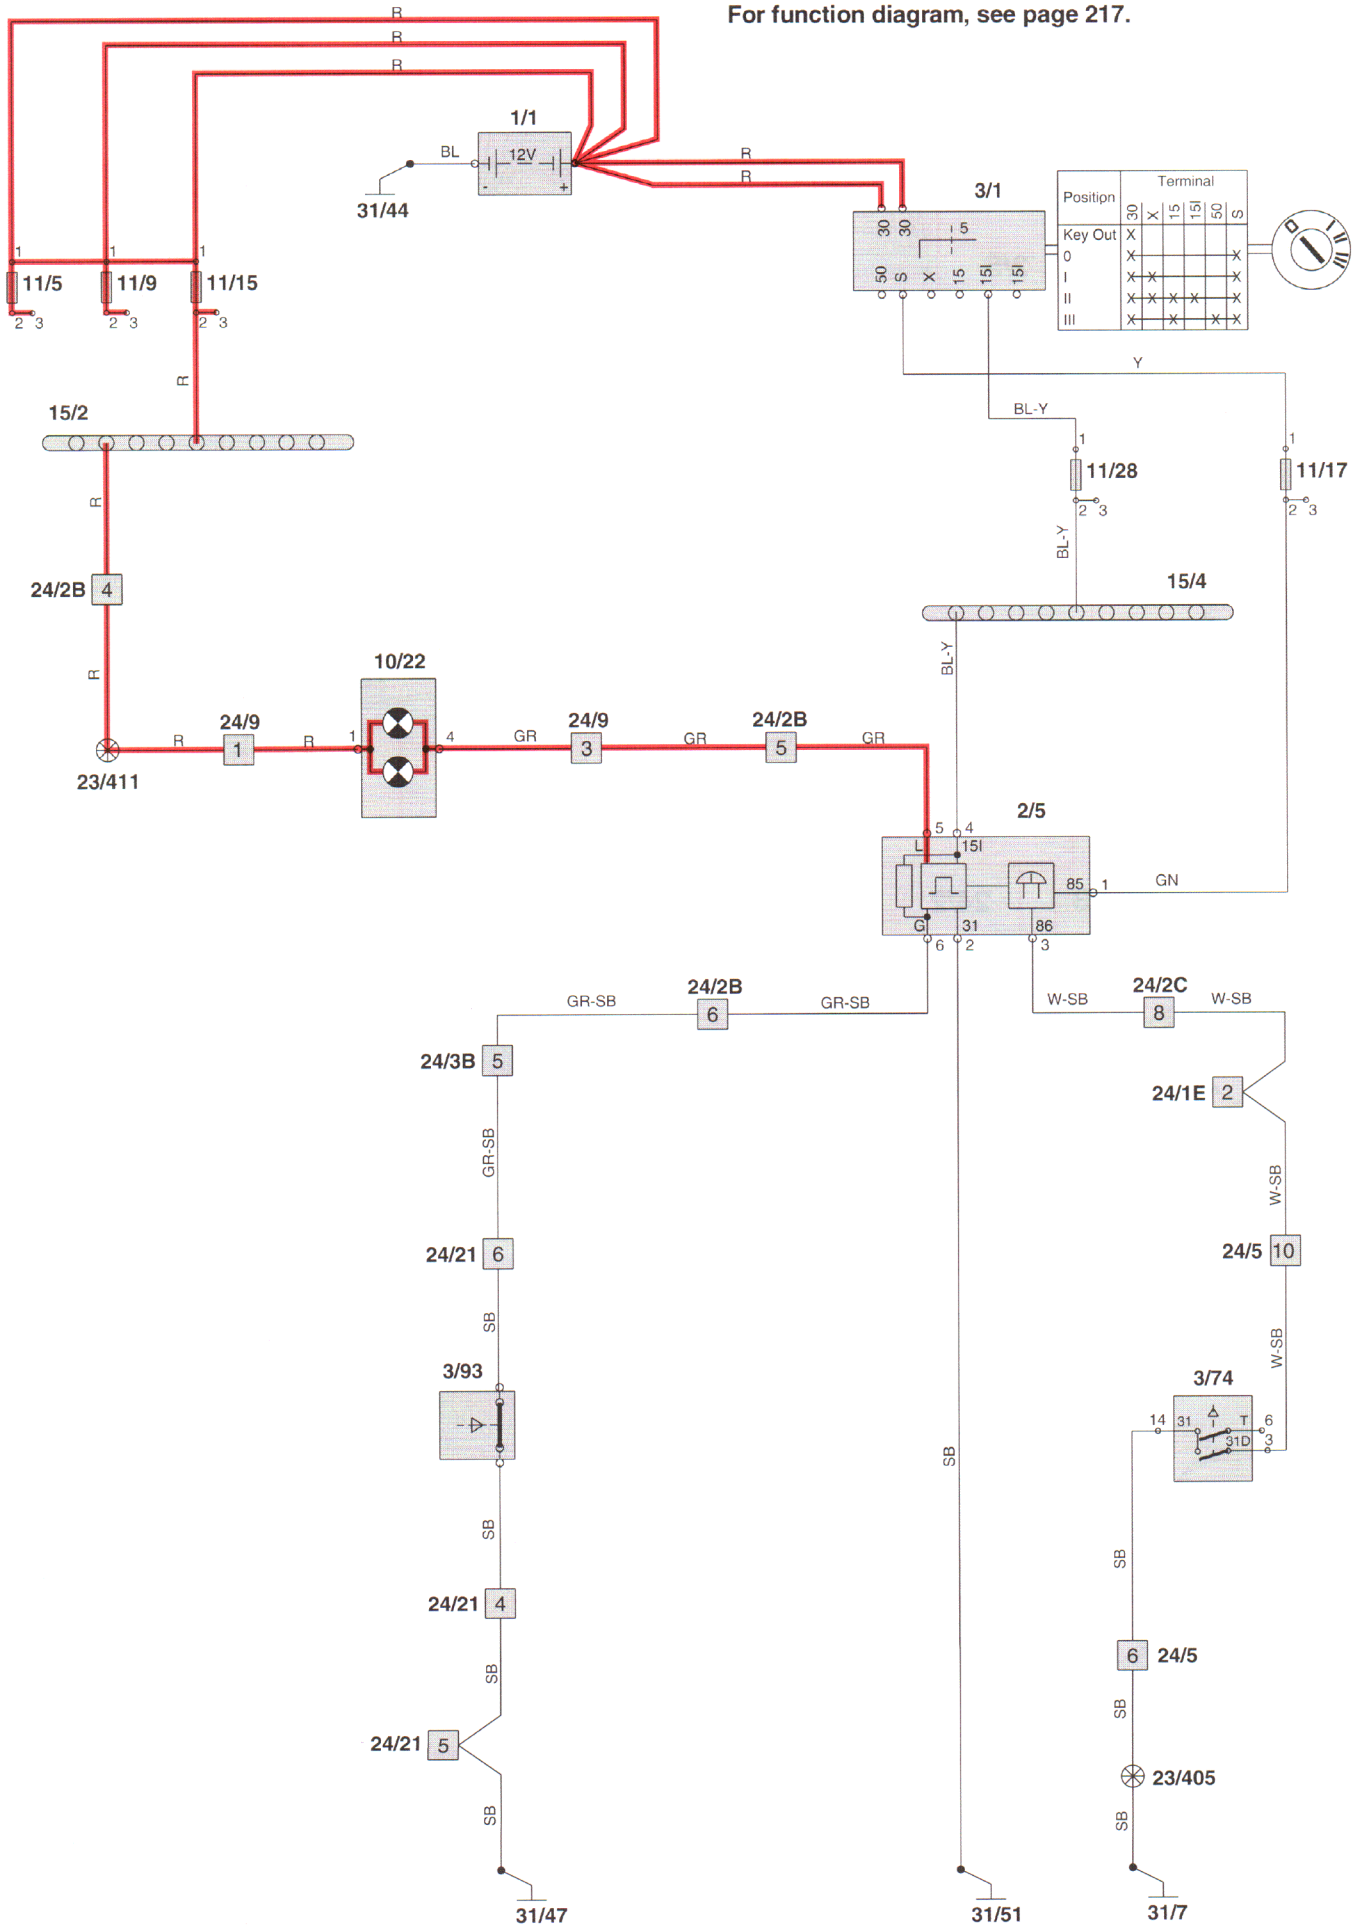 For function diagram, see page 217.
R
R
R
1/1
BL
12V
-
+
31/44
R
R
3/1
30
30
5
50
S
X
15
15I
15I
Position
Terminal
30
X
15
15I
50
S
Key Out
X
0
X
X
I
X
X
X
II
X
X
X
X
X
III
X
X
X
X
0
I
II
III
1
1
1
11/5
11/9
11/15
2
3
2
3
2
3
R
Y
15/2
BL-Y
1
1
11/28
11/17
2
3
2
3
R
BL-Y
24/2B
4
15/4
R
BL-Y
10/22
24/9
24/9
24/2B
R
1
R
1
4
GR
3
GR
5
GR
23/411
2/5
5
4
L
15I
85
1
GN
G
31
86
6
2
3
24/2B
24/2C
GR-SB
6
GR-SB
W-SB
8
W-SB
24/3B
5
24/1E
2
GR-SB
W-SB
24/21
6
24/5
10
SB
W-SB
3/93
3/74
14
31
T
6
31D
3
SB
SB
SB
24/21
4
24/5
6
SB
SB
24/21
5
23/405
SB
SB
31/47
31/51
31/7